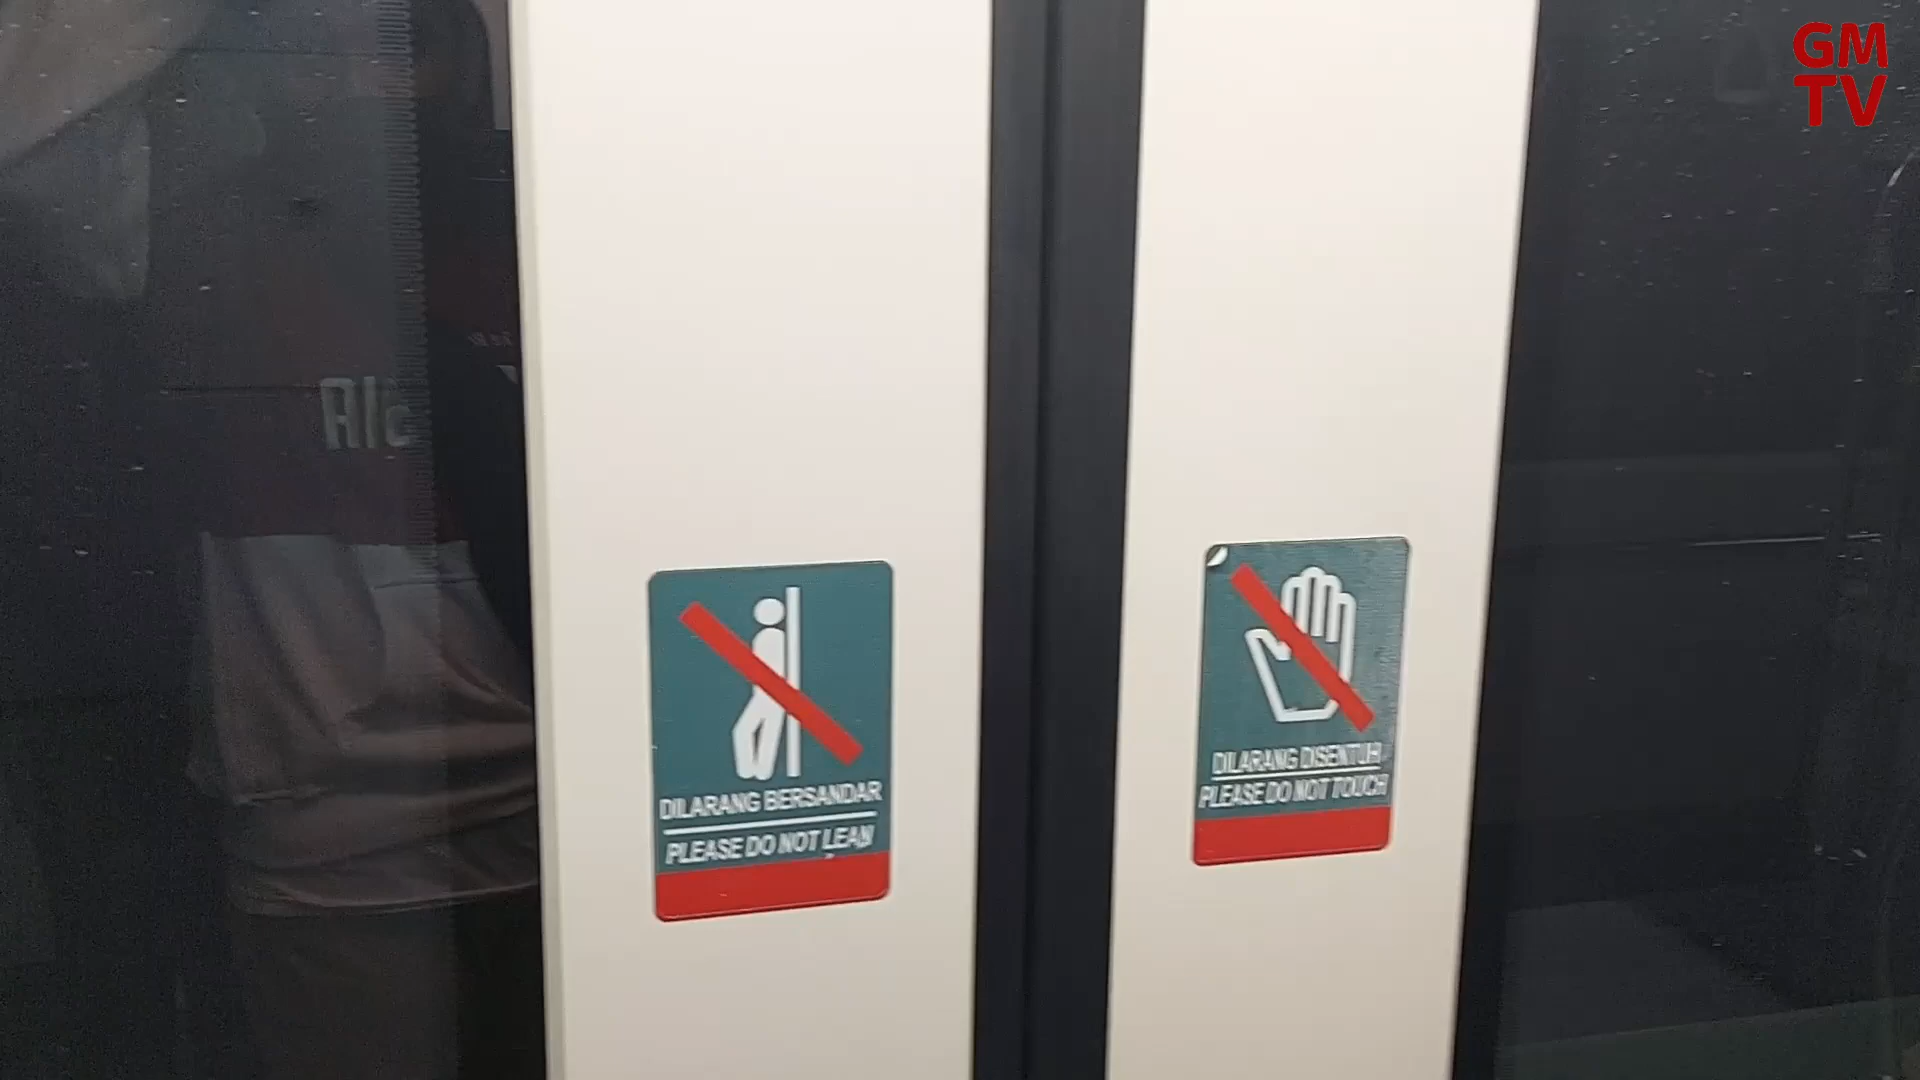 GM
TV
DILARANG BERSANDAR
PLEASE DO NOT LEAN
DILARANG DISENTUH
PLEASE DO NOT TOUCH